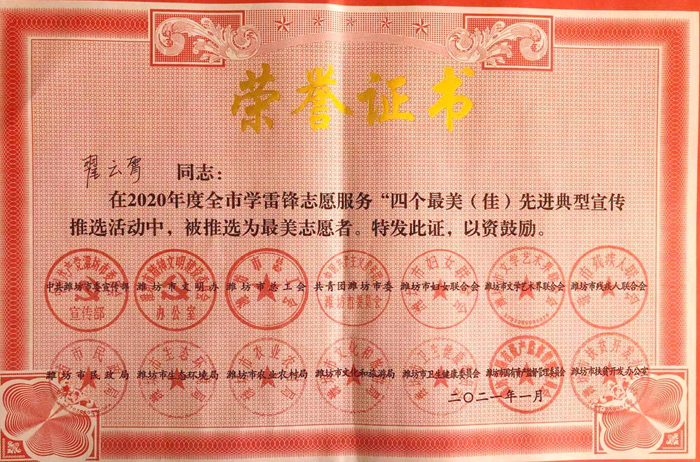 荣誉证书
翟云霄 同志:
在2020年度全市学雷锋志愿服务“四个最美(佳)先进典型宣传
推选活动中,被推选为最美志愿者。特发此证,以资鼓励。
中共潍坊市委宣传部 潍坊市文明办 潍坊市总工会 共青团潍坊市委 潍坊市妇女联合会 潍坊市文学艺术界联合会 潍坊市残疾人联合会
宣传部 办公室
潍坊市民政局 潍坊市生态环境局 潍坊市农业农村局 潍坊市文化和旅游局 潍坊市卫生健康委员会 潍坊市国有资产监督管理委员会 潍坊市扶贫开发办公室
二〇二一年一月